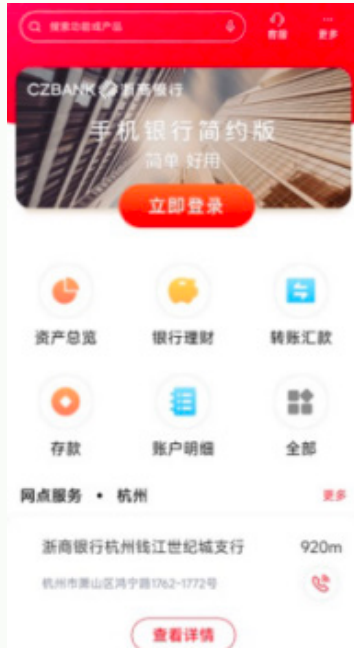 搜索功能或产品
客服
更多
CZBANK 浙商银行
手机银行简约版
简单 好用
立即登录
资产总览
银行理财
转账汇款
存款
账户明细
全部
网点服务 • 杭州
更多
浙商银行杭州钱江世纪城支行
920m
杭州市萧山区鸿宁路1762-1772号
查看详情